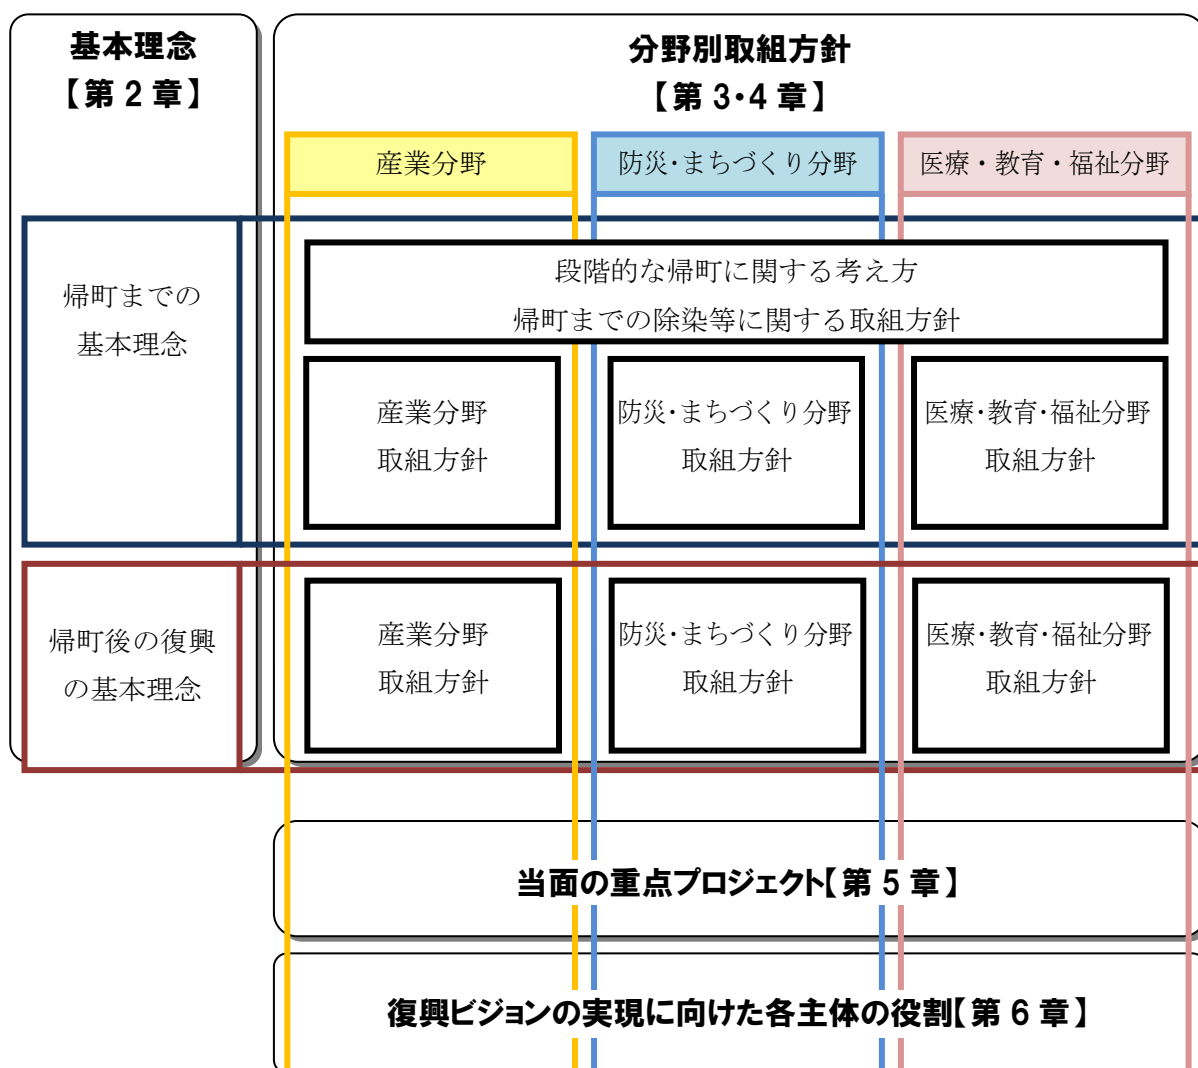 基本理念
【第 2 章】
分野別取組方針
【第 3・4 章】
産業分野
防災・まちづくり分野
医療・教育・福祉分野
帰町までの
基本理念
段階的な帰町に関する考え方
帰町までの除染等に関する取組方針
産業分野
取組方針
防災・まちづくり分野
取組方針
医療・教育・福祉分野
取組方針
帰町後の復興
の基本理念
産業分野
取組方針
防災・まちづくり分野
取組方針
医療・教育・福祉分野
取組方針
当面の重点プロジェクト【第 5 章】
復興ビジョンの実現に向けた各主体の役割【第 6 章】